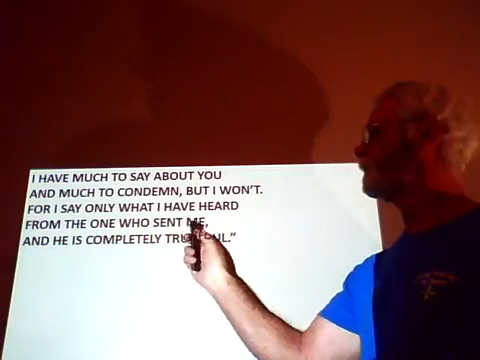 I HAVE MUCH TO SAY ABOUT YOU
AND MUCH TO CONDEMN, BUT I WON'T.
FOR I SAY ONLY WHAT I HAVE HEARD
FROM THE ONE WHO SENT ME,
AND HE IS COMPLETELY TRUTHFUL."